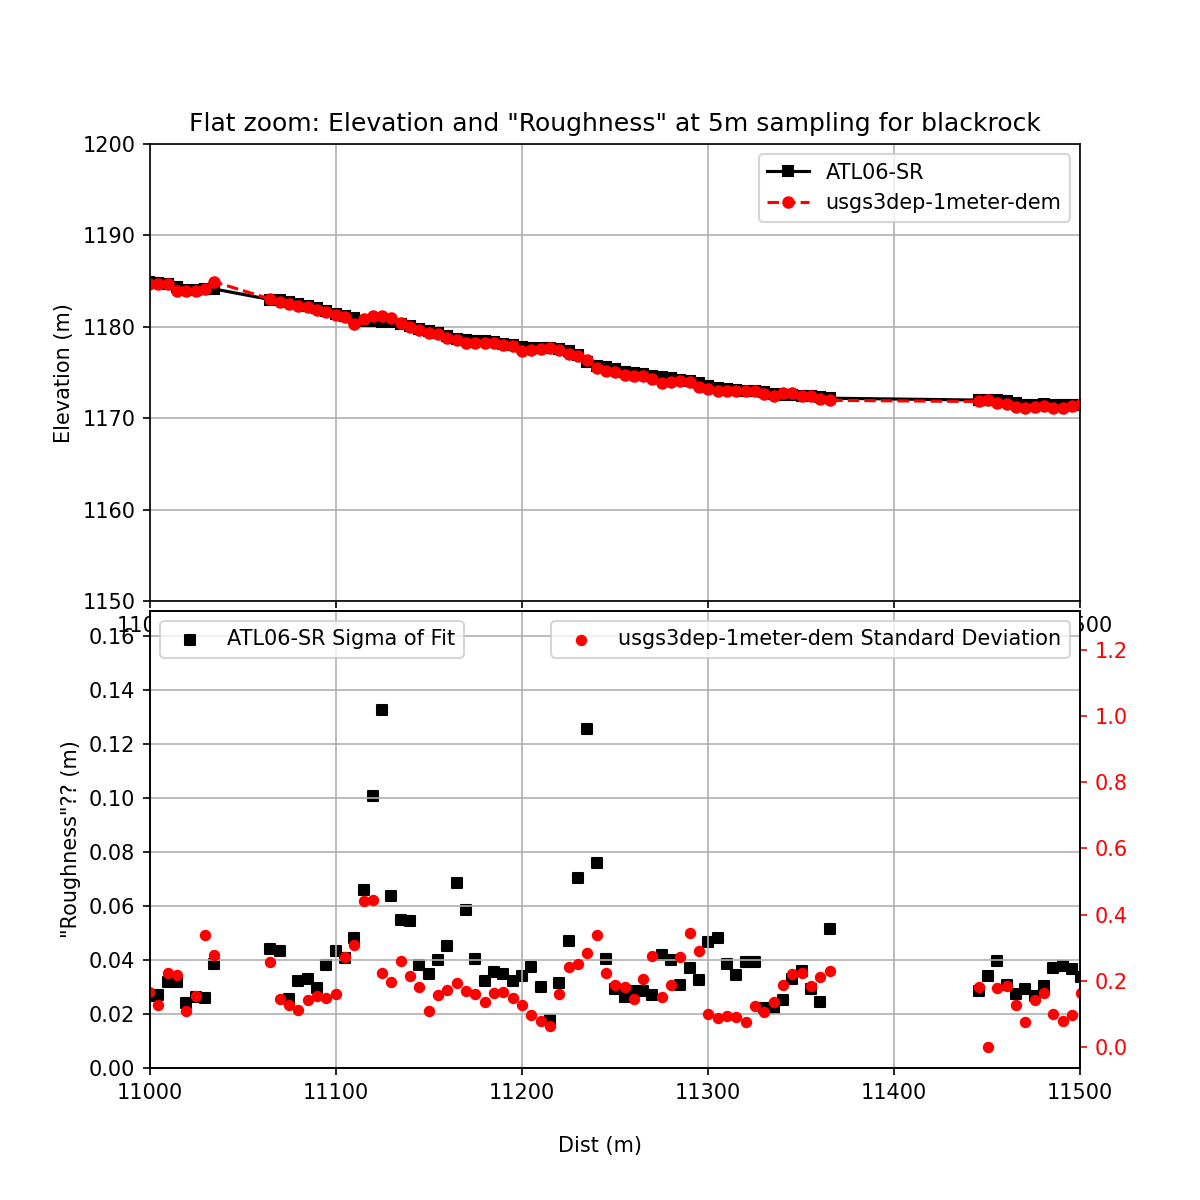 Flat zoom: Elevation and "Roughness" at 5m sampling for blackrock
1200
1190
1180
1170
1160
1150
Elevation (m)
ATL06-SR
usgs3dep-1meter-dem
110
500
0.16
0.14
0.12
0.10
0.08
0.06
0.04
0.02
0.00
"Roughness"?? (m)
ATL06-SR Sigma of Fit
usgs3dep-1meter-dem Standard Deviation
1.2
1.0
0.8
0.6
0.4
0.2
0.0
11000 11100 11200 11300 11400 11500
Dist (m)